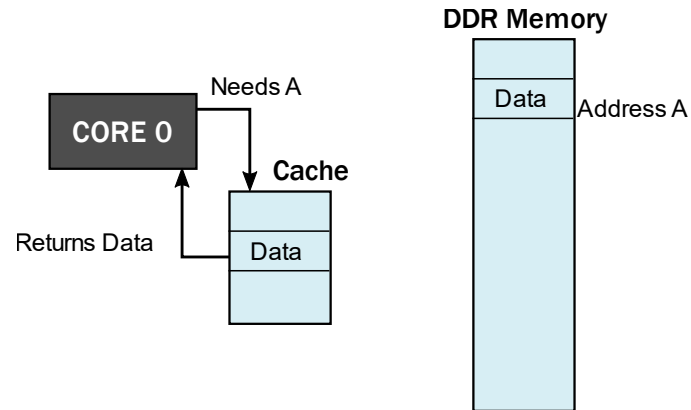 DDR Memory
Needs A
Data
Address A
CORE 0
Cache
Returns Data
Data